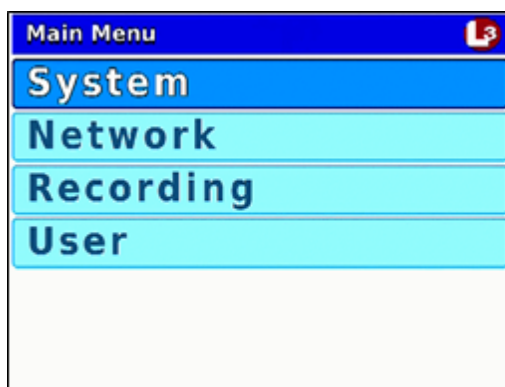 Main Menu
L3
System
Network
Recording
User